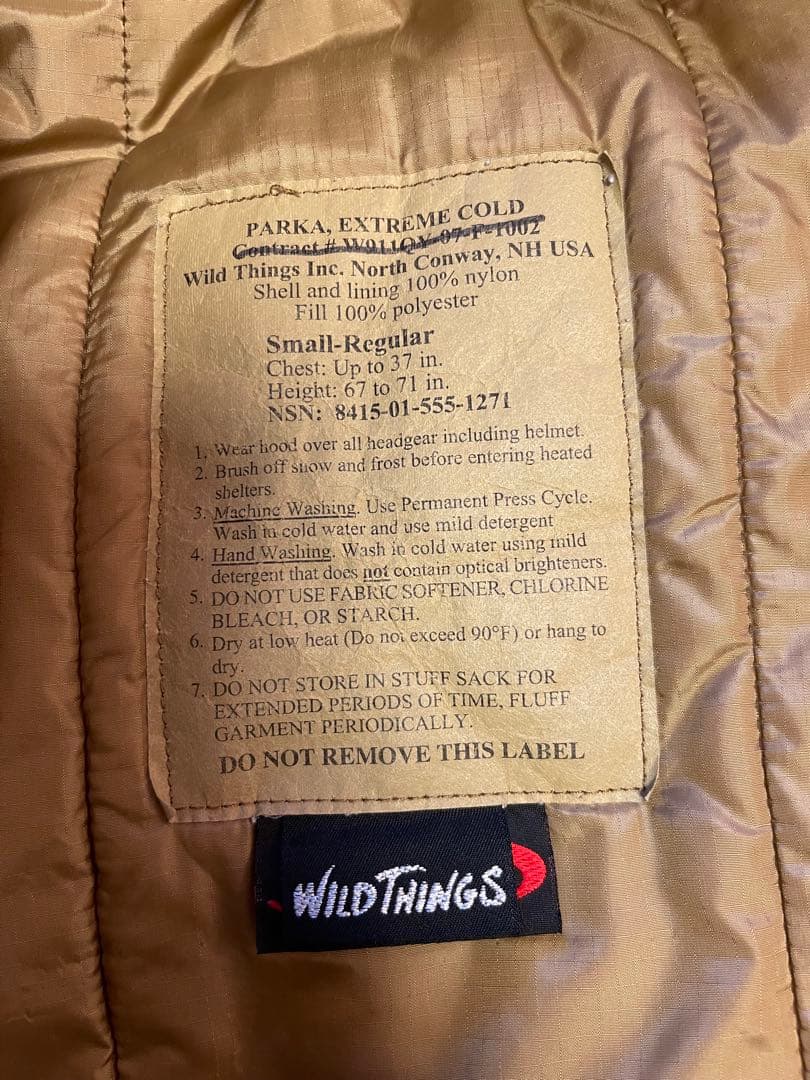 PARKA, EXTREME COLD
Contract # W911QY-07-F-1002
Wild Things Inc. North Conway, NH USA
Shell and lining 100% nylon
Fill 100% polyester
Small-Regular
Chest: Up to 37 in.
Height: 67 to 71 in.
NSN: 8415-01-555-1271
1. Wear hood over all headgear including helmet.
2. Brush off snow and frost before entering heated
shelters.
3. Machine Washing. Use Permanent Press Cycle.
Wash in cold water and use mild detergent
4. Hand Washing. Wash in cold water using mild
detergent that does not contain optical brighteners.
5. DO NOT USE FABRIC SOFTENER, CHLORINE
BLEACH, OR STARCH.
6. Dry at low heat (Do not exceed 90°F) or hang to
dry.
7. DO NOT STORE IN STUFF SACK FOR
EXTENDED PERIODS OF TIME, FLUFF
GARMENT PERIODICALLY.
DO NOT REMOVE THIS LABEL
WILD THINGS